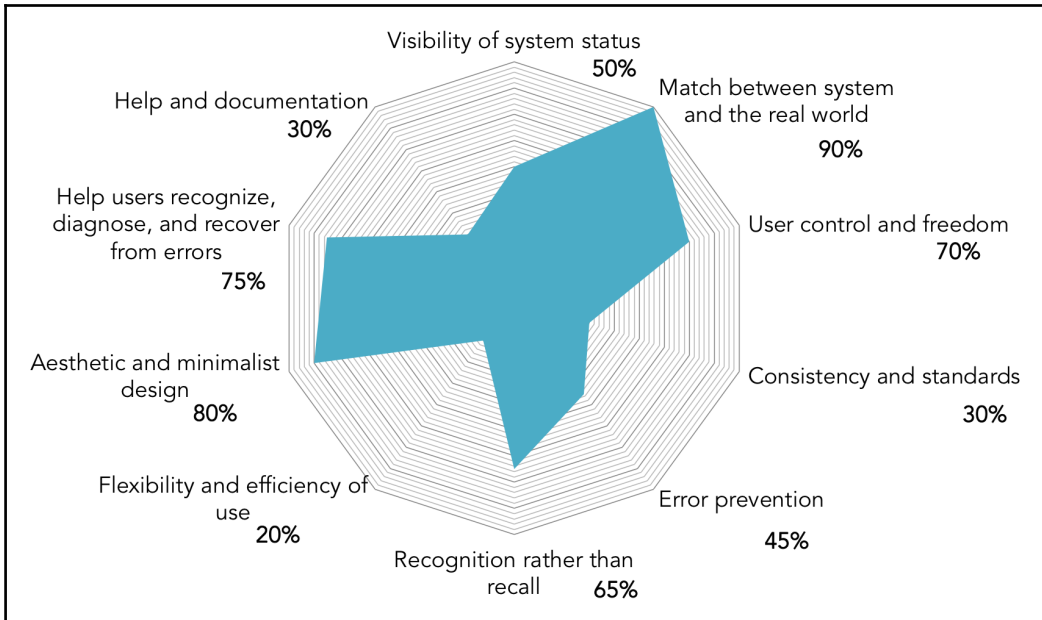 Visibility of system status
50%
Match between system
and the real world
90%
User control and freedom
70%
Consistency and standards
30%
Error prevention
45%
Recognition rather than
recall
65%
Flexibility and efficiency of
use
20%
Aesthetic and minimalist
design
80%
Help users recognize,
diagnose, and recover
from errors
75%
Help and documentation
30%